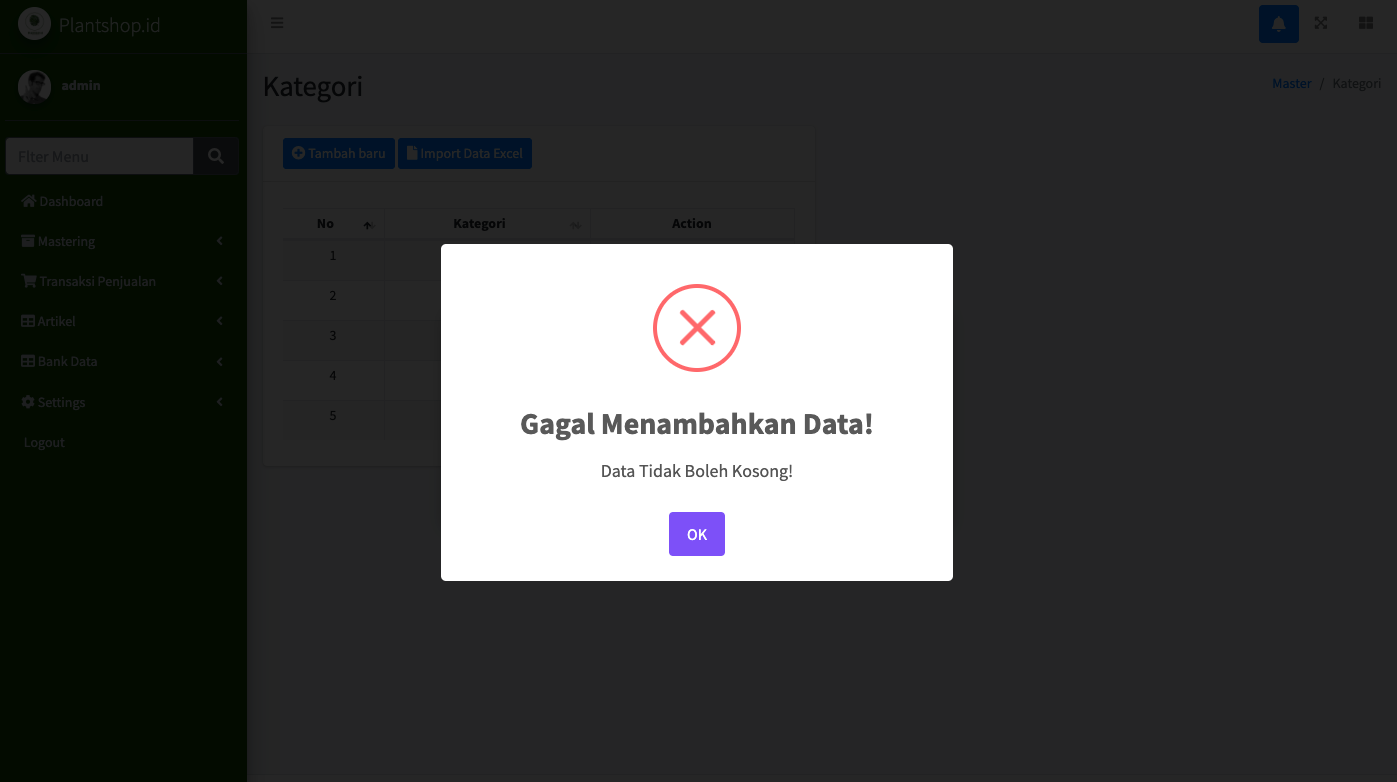 Plantshop.id
admin
Kategori
Master / Kategori
Flter Menu
Tambah baru
Import Data Excel
Dashboard
Mastering
Transaksi Penjualan
Artikel
Bank Data
Settings
Logout
No Kategori Action
1
2
3
4
5
Gagal Menambahkan Data!
Data Tidak Boleh Kosong!
OK